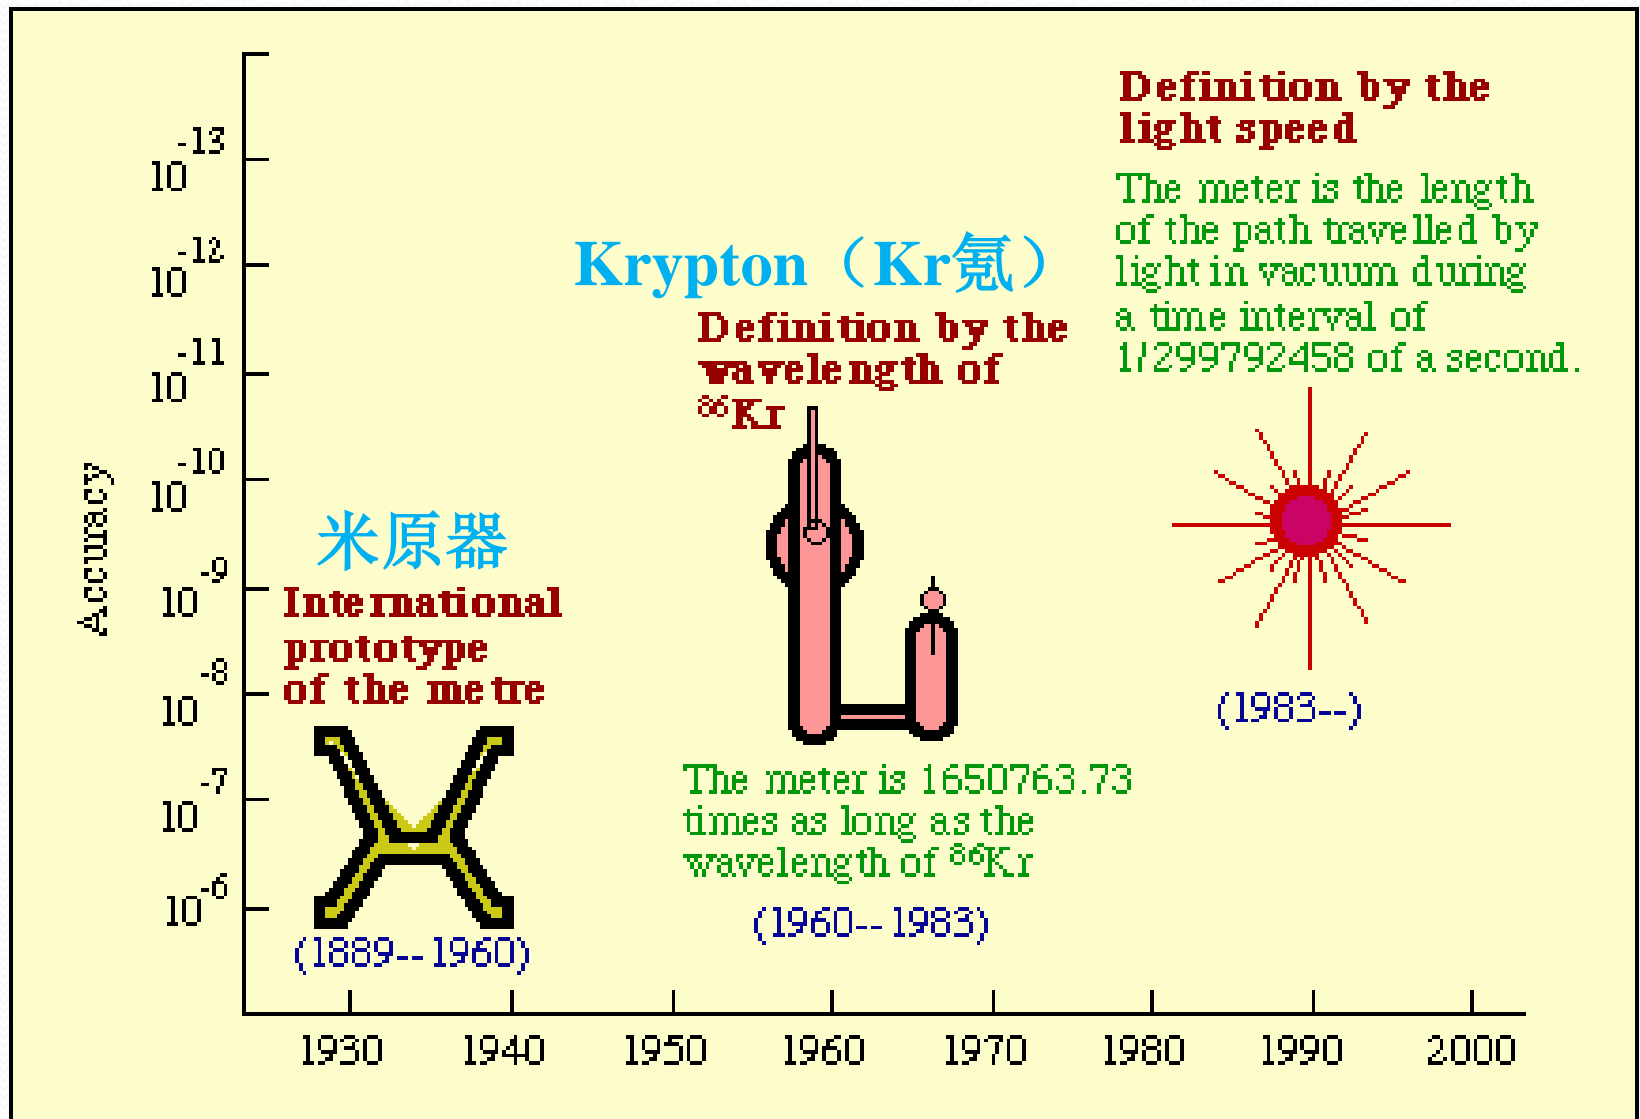 Accuracy
10-13
10-12
10-11
10-10
10-9
10-8
10-7
10-6
米原器
International
prototype
of the metre
(1889--1960)
Krypton（Kr氪）
Definition by the
wavelength of
86Kr
The meter is 1650763.73
times as long as the
wavelength of 86Kr
(1960--1983)
Definition by the
light speed
The meter is the length
of the path travelled by
light in vacuum during
a time interval of
1/299792458 of a second.
(1983--)
1930 1940 1950 1960 1970 1980 1990 2000